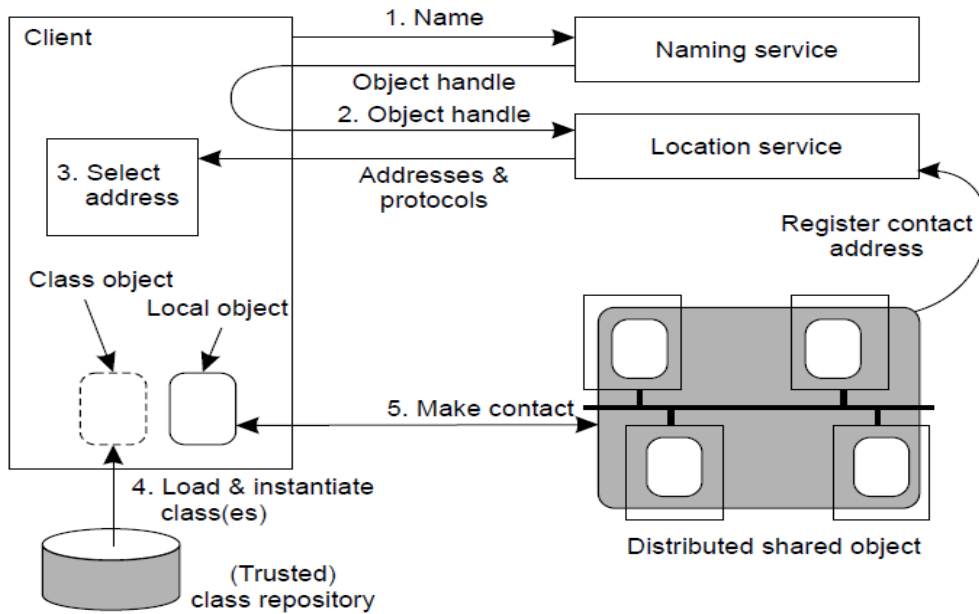 1. Name
Client
Naming service
Object handle
2. Object handle
Location service
3. Select
address
Addresses &
protocols
Register contact
address
Class object
Local object
5. Make contact
4. Load & instantiate
class(es)
Distributed shared object
(Trusted)
class repository